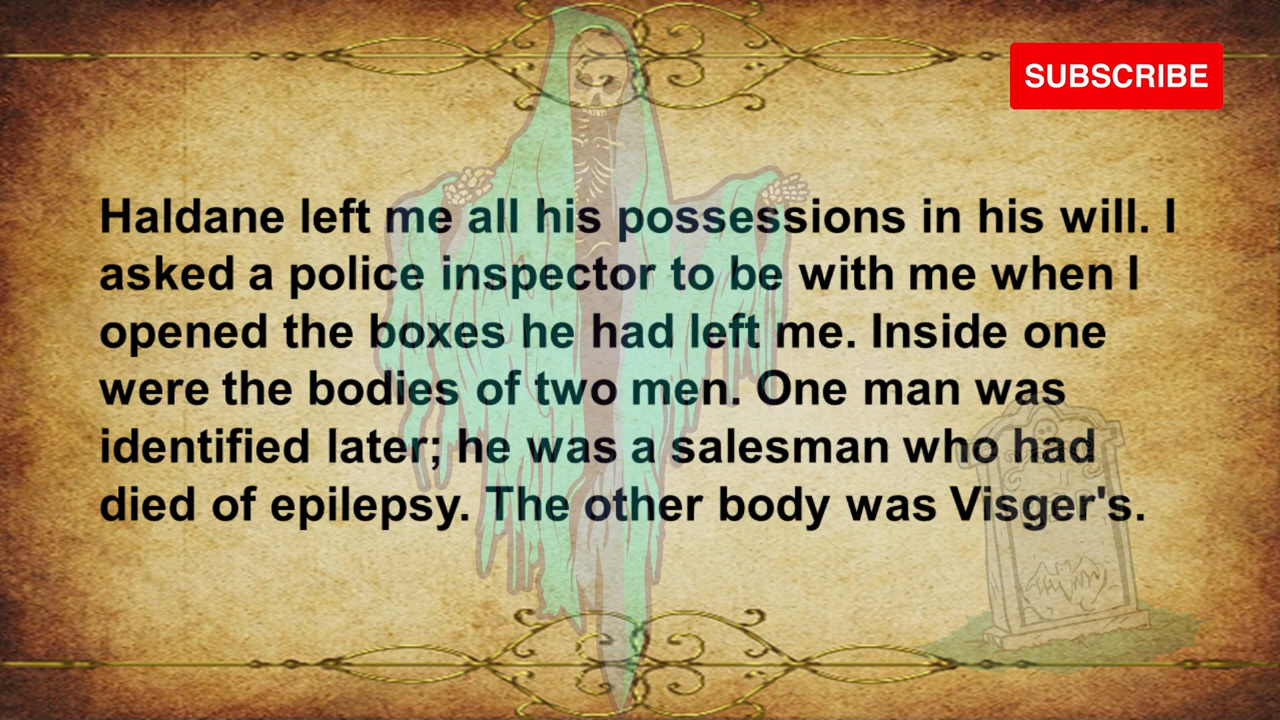 SUBSCRIBE
Haldane left me all his possessions in his will. I
asked a police inspector to be with me when I
opened the boxes he had left me. Inside one
were the bodies of two men. One man was
identified later; he was a salesman who had
died of epilepsy. The other body was Visger's.